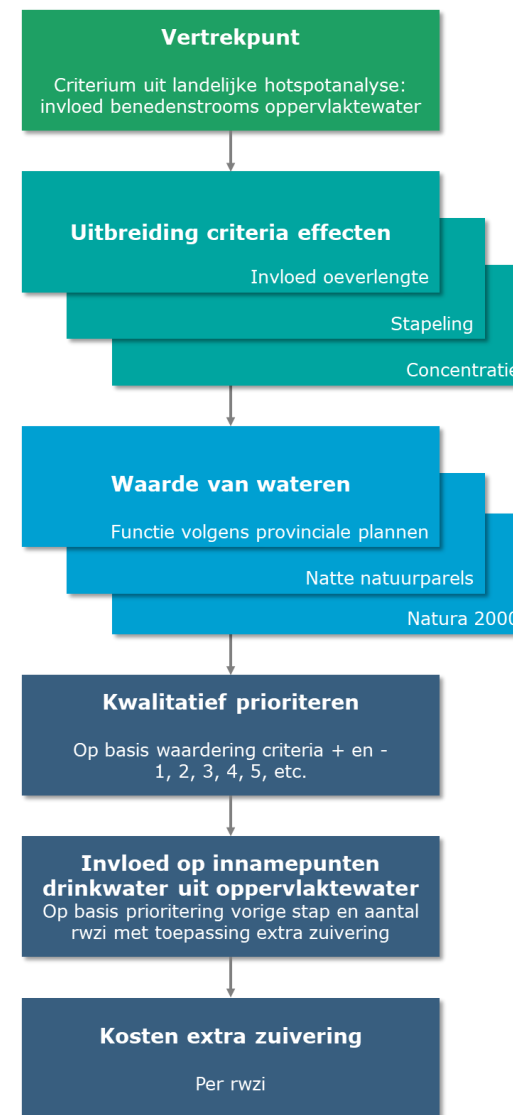 Vertrekpunt
Criterium uit landelijke hotspotanalyse:
invloed benedenstrooms oppervlaktewater
Uitbreiding criteria effecten
Invloed oeverlengte
Stapeling
Concentratie
Waarde van wateren
Functie volgens provinciale plannen
Natte natuurparels
Natura 2000
Kwalitatief prioriteren
Op basis waardering criteria + en -
1, 2, 3, 4, 5, etc.
Invloed op innamepunten
drinkwater uit oppervlaktewater
Op basis prioritering vorige stap en aantal
rwzi met toepassing extra zuivering
Kosten extra zuivering
Per rwzi